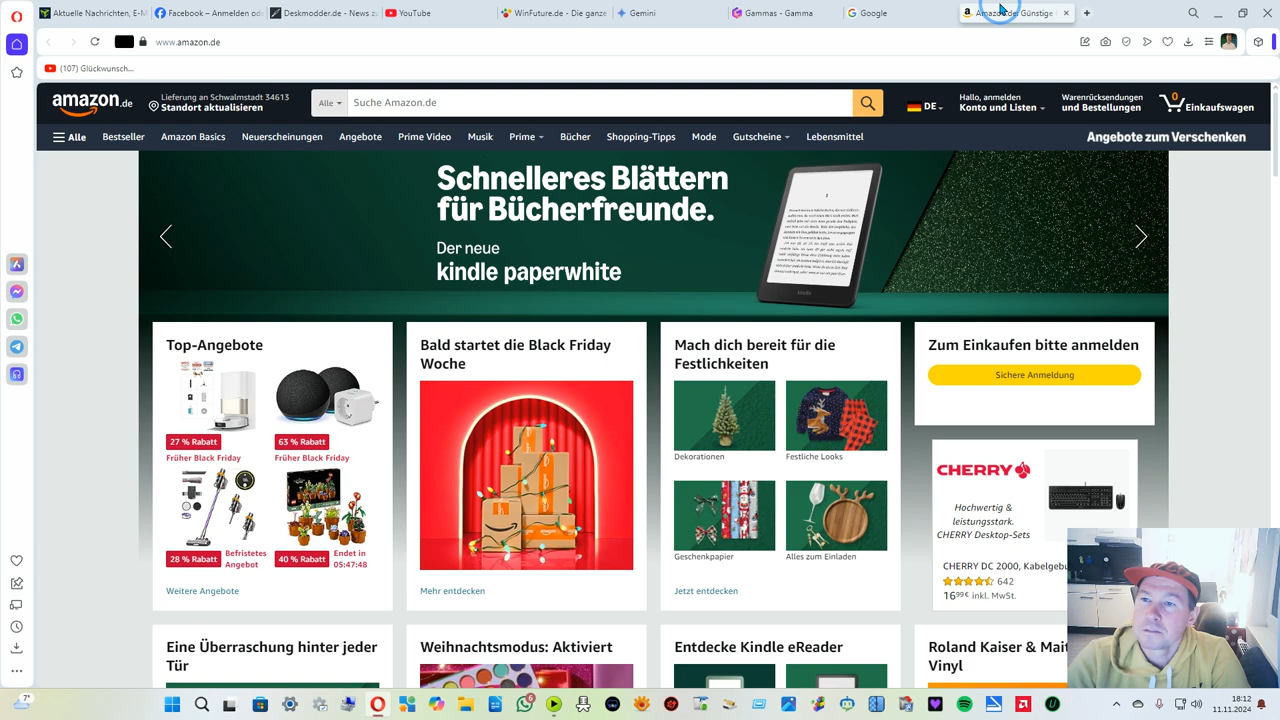 Aktuelle Nachrichten, E-M
Facebook – Anmelden oder
Deskmodder.de - News zu
YouTube
WinFuture.de - Die ganze
Gemini
Gammas - Gamma
Google
www.amazon.de
(107) Glückwunsch...
amazon.de
Lieferung an Schwalmstadt 34613
Standort aktualisieren
Alle
Suche Amazon.de
DE
Hallo, anmelden
Konto und Listen
Warenrücksendungen
und Bestellungen
0
Einkaufswagen
Alle
Bestseller
Amazon Basics
Neuerscheinungen
Angebote
Prime Video
Musik
Prime
Bücher
Shopping-Tipps
Mode
Gutscheine
Lebensmittel
Angebote zum Verschenken
Schnelleres Blättern
für Bücherfreunde.
Der neue
kindle paperwhite
kindle
Top-Angebote
27 % Rabatt
63 % Rabatt
Früher Black Friday
Früher Black Friday
28 % Rabatt
Befristetes
Angebot
40 % Rabatt
Endet in
05:47:48
Weitere Angebote
Bald startet die Black Friday
Woche
Mehr entdecken
Mach dich bereit für die
Festlichkeiten
Dekorationen
Festliche Looks
Geschenkpapier
Alles zum Einladen
Jetzt entdecken
Zum Einkaufen bitte anmelden
Sichere Anmeldung
CHERRY
Hochwertig &
leistungsstark.
CHERRY Desktop-Sets
CHERRY DC 2000, Kabelgebu
642
16⁹⁹€ inkl. MwSt.
Eine Überraschung hinter jeder
Tür
Weihnachtsmodus: Aktiviert
Entdecke Kindle eReader
Roland Kaiser & Mait
Vinyl
7°
6
18:12
11.11.2024